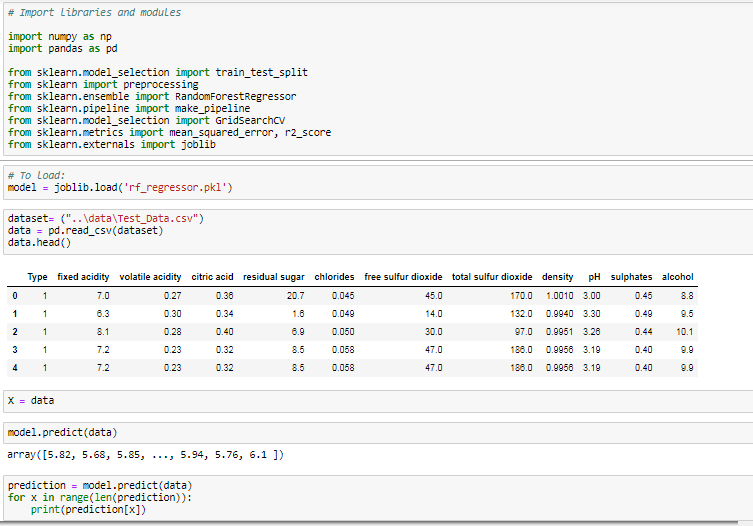 # Import libraries and modules
import numpy as np
import pandas as pd
from sklearn.model_selection import train_test_split
from sklearn import preprocessing
from sklearn.ensemble import RandomForestRegressor
from sklearn.pipeline import make_pipeline
from sklearn.model_selection import GridSearchCV
from sklearn.metrics import mean_squared_error, r2_score
from sklearn.externals import joblib
# To Load:
model = joblib.load('rf_regressor.pkl')
dataset= ("..\data\Test_Data.csv")
data = pd.read_csv(dataset)
data.head()
Type fixed acidity volatile acidity citric acid residual sugar chlorides free sulfur dioxide total sulfur dioxide density pH sulphates alcohol
0 1 7.0 0.27 0.36 20.7 0.045 45.0 170.0 1.0010 3.00 0.45 8.8
1 1 6.3 0.30 0.34 1.6 0.049 14.0 132.0 0.9940 3.30 0.49 9.5
2 1 8.1 0.28 0.40 6.9 0.050 30.0 97.0 0.9951 3.26 0.44 10.1
3 1 7.2 0.23 0.32 8.5 0.058 47.0 186.0 0.9956 3.19 0.40 9.9
4 1 7.2 0.23 0.32 8.5 0.058 47.0 186.0 0.9956 3.19 0.40 9.9
X = data
model.predict(data)
array([5.82, 5.68, 5.85, ..., 5.94, 5.76, 6.1 ])
prediction = model.predict(data)
for x in range(len(prediction)):
    print(prediction[x])